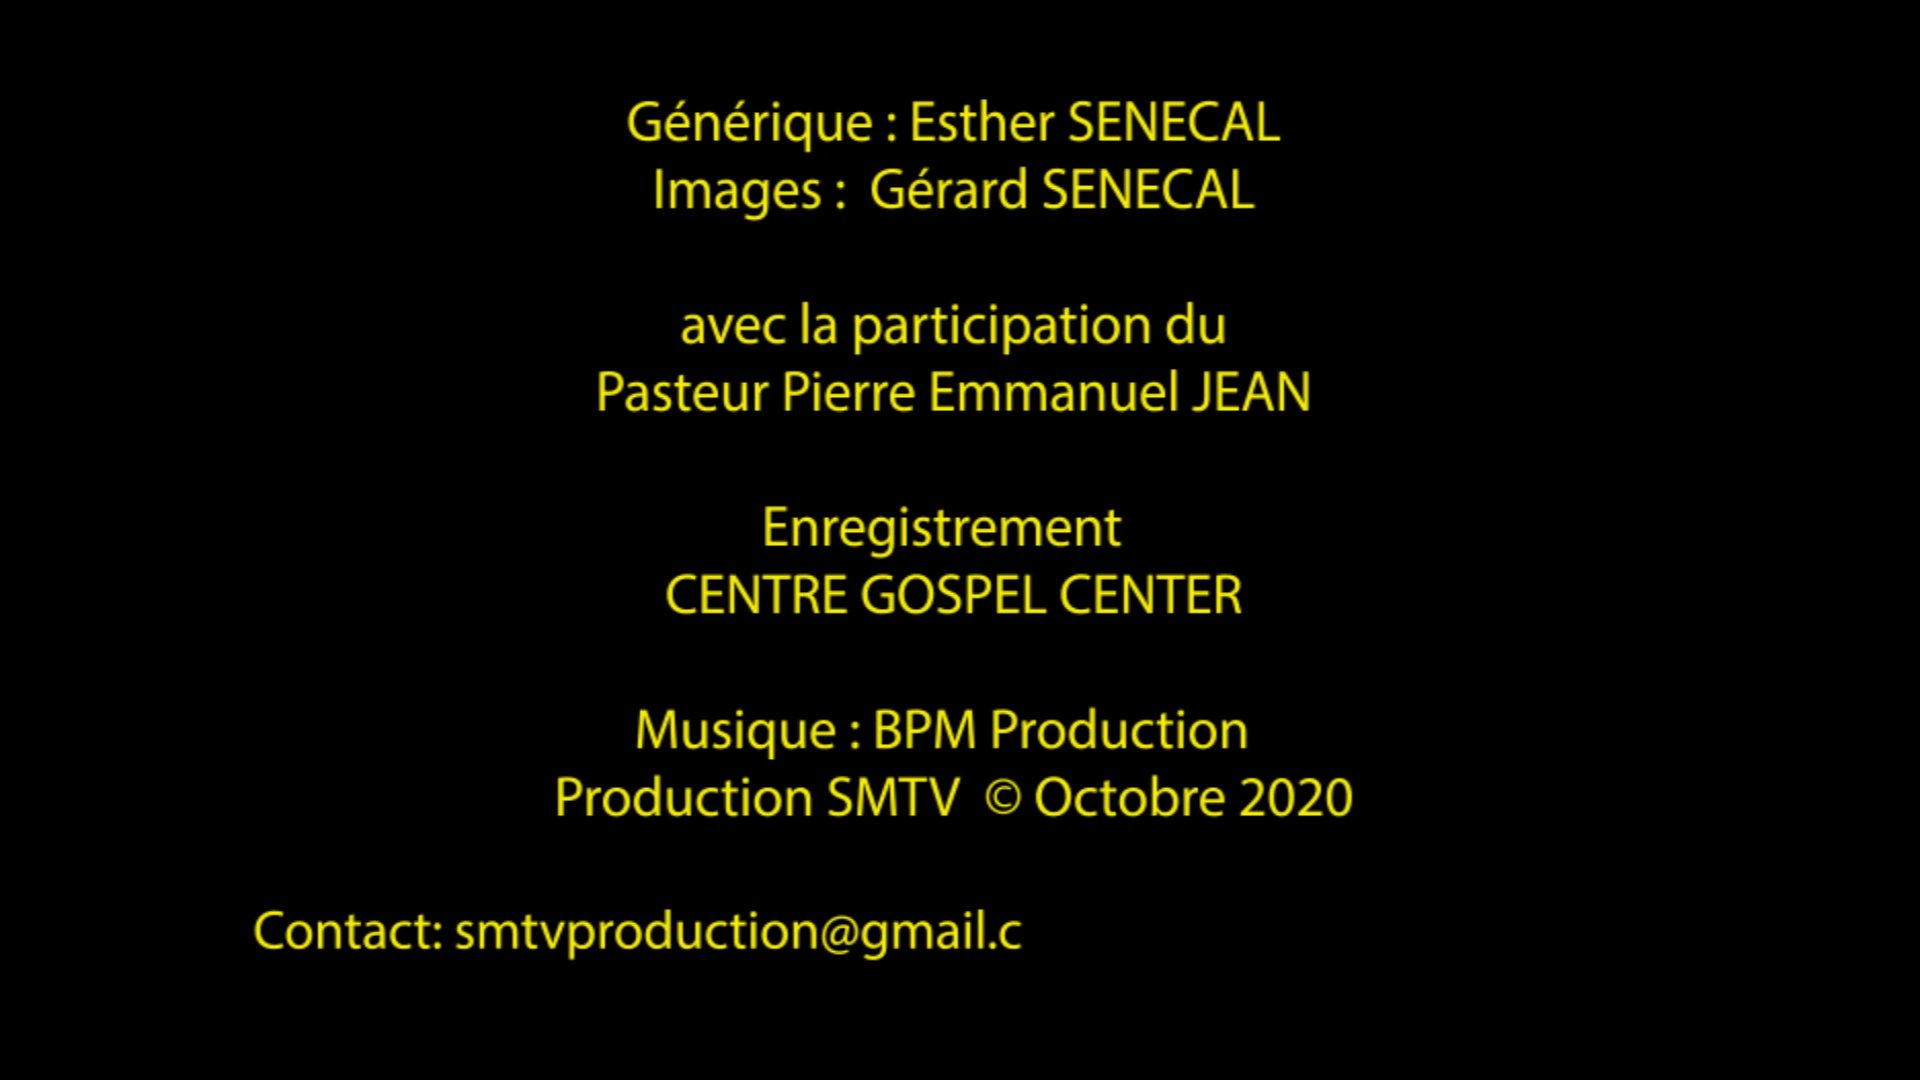 Générique : Esther SENECAL
Images : Gérard SENECAL
avec la participation du
Pasteur Pierre Emmanuel JEAN
Enregistrement
CENTRE GOSPEL CENTER
Musique : BPM Production
Production SMTV © Octobre 2020
Contact: smtvproduction@gmail.c